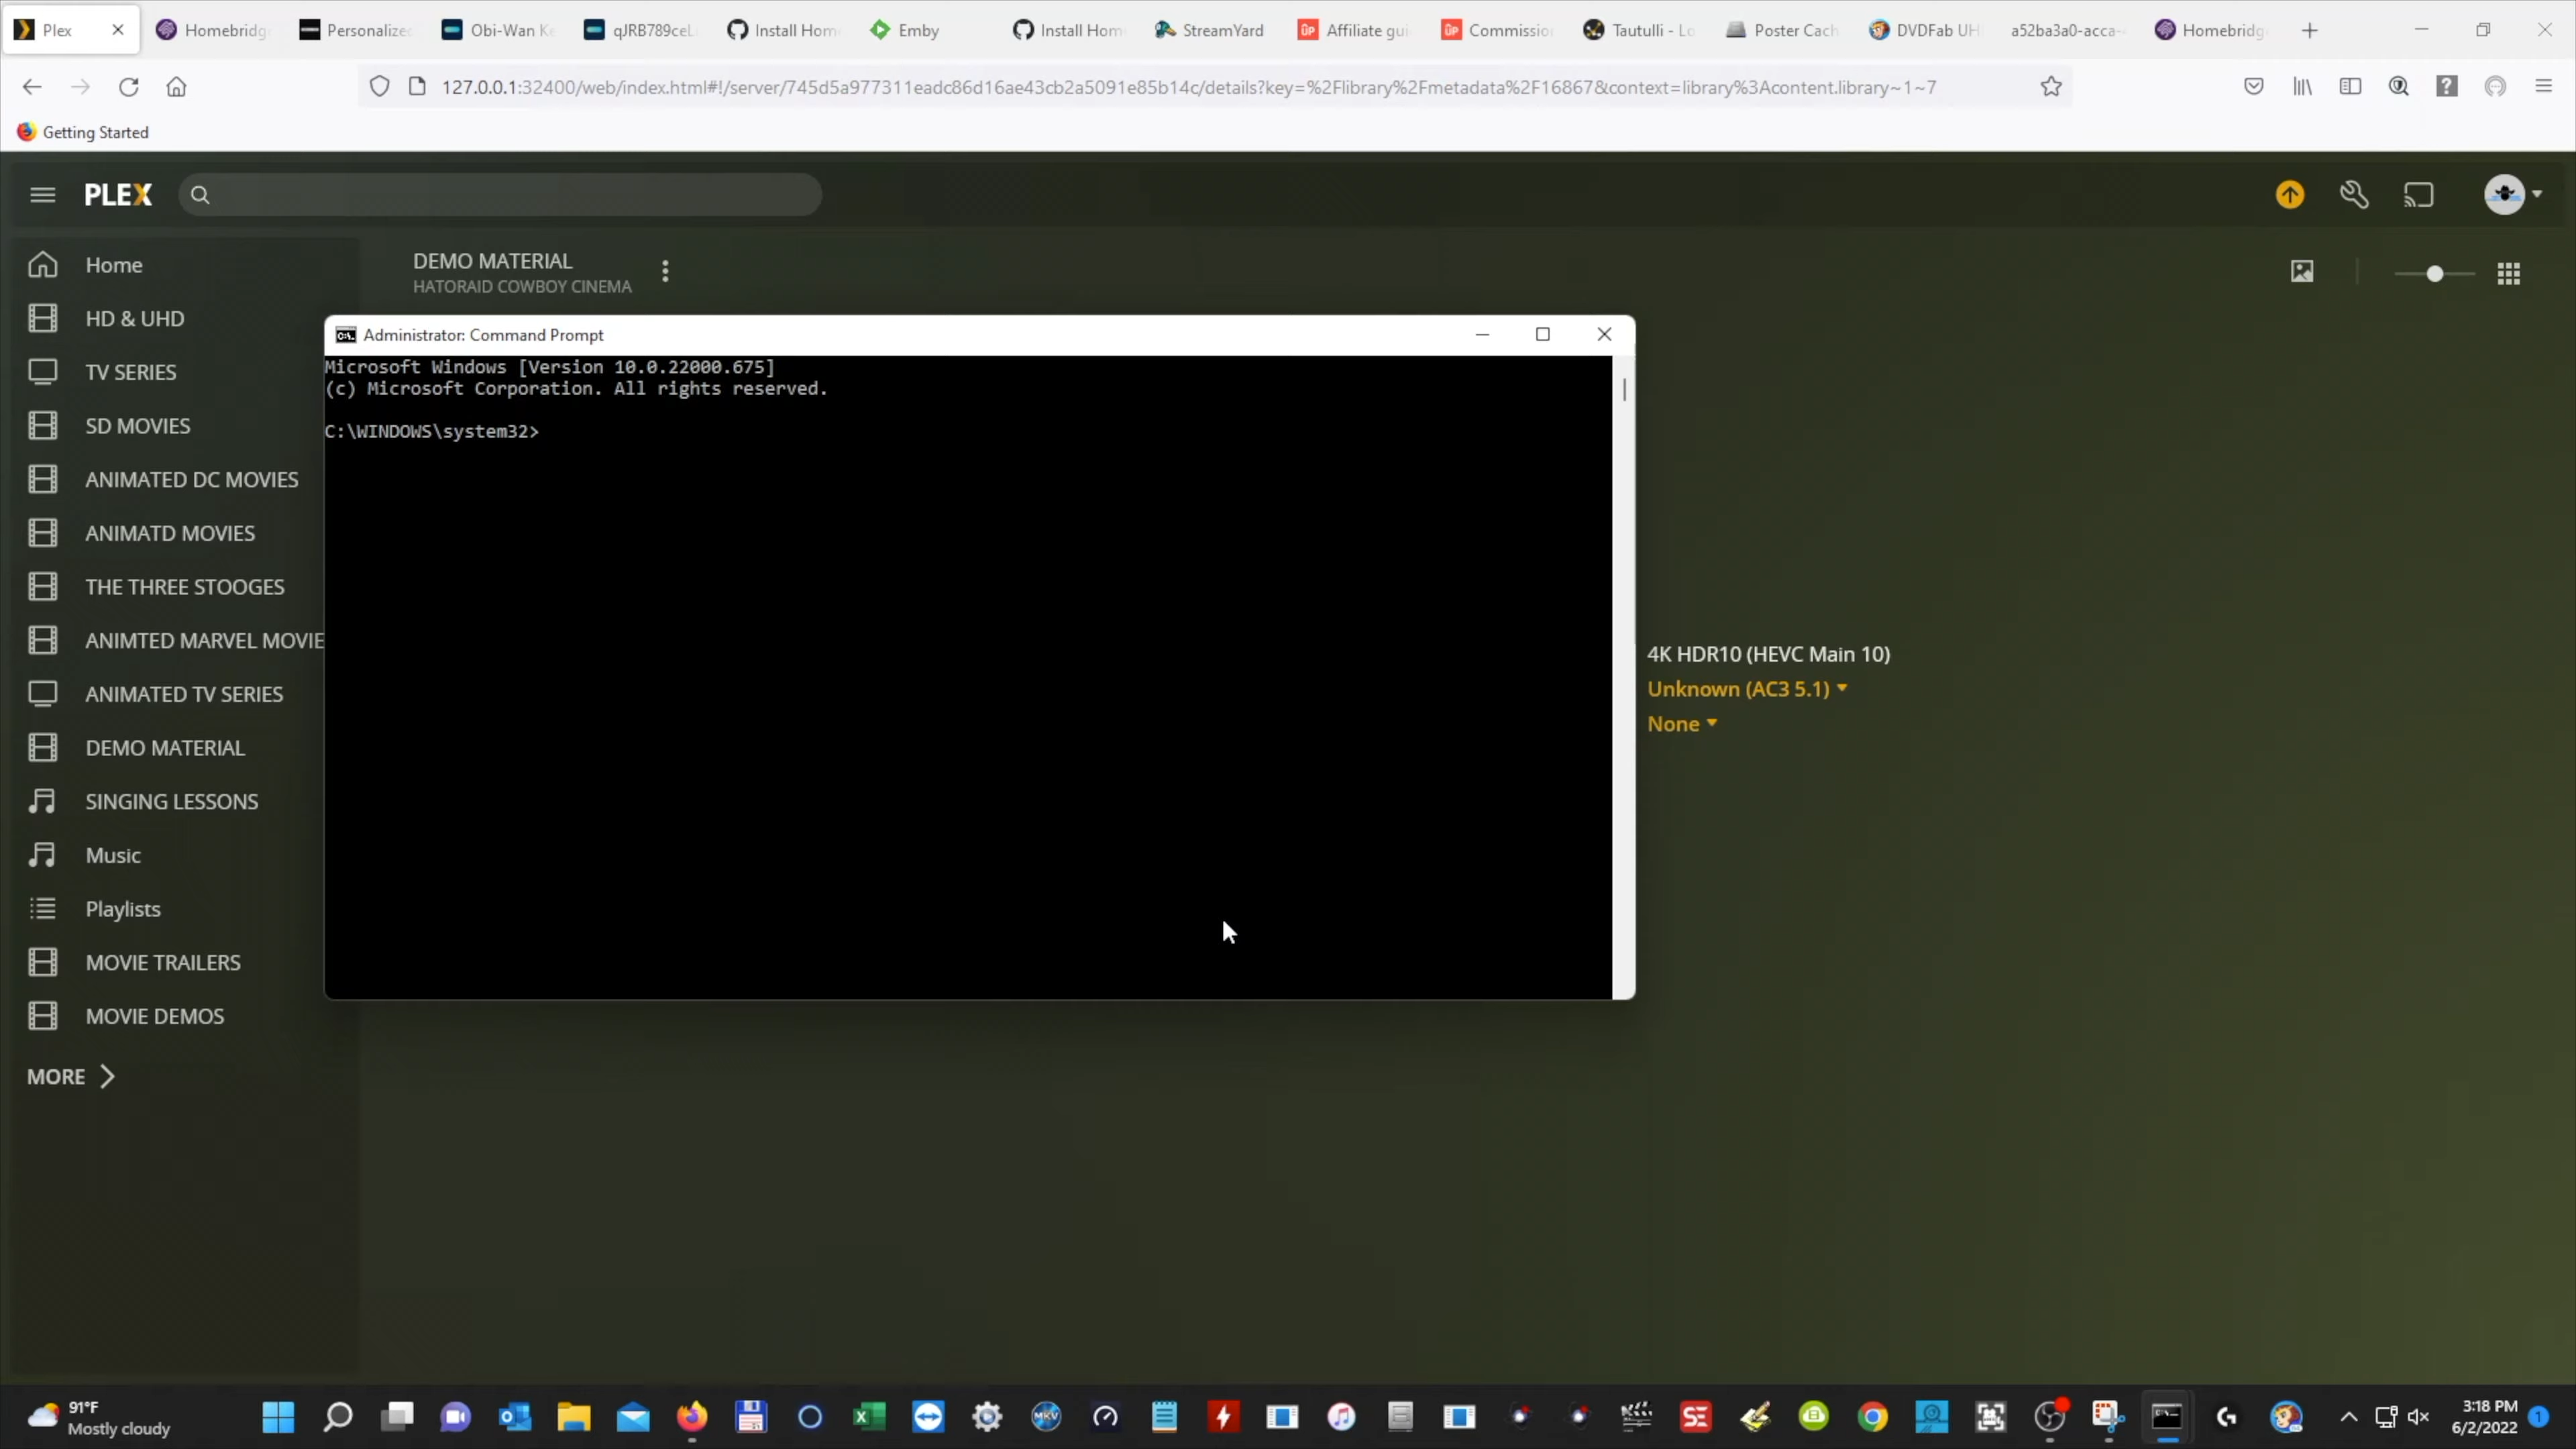 Plex
Homebridg
Personalized
Obi-Wan Ke
qJRB789ceL
Install Hom
Emby
Install Hom
StreamYard
Affiliate gui
Commissio
Tautulli - Lo
Poster Cach
DVDFab UH
a52ba3a0-acca-
Homebridg
127.0.0.1:32400/web/index.html#!/server/745d5a977311eadc86d16ae43cb2a5091e85b14c/details?key=%2Flibrary%2Fmetadata%2F16867&context=library%3Acontent.library~1~7
Getting Started
PLEX
Home
HD & UHD
TV SERIES
SD MOVIES
ANIMATED DC MOVIES
ANIMATD MOVIES
THE THREE STOOGES
ANIMTED MARVEL MOVIE
ANIMATED TV SERIES
DEMO MATERIAL
SINGING LESSONS
Music
Playlists
MOVIE TRAILERS
MOVIE DEMOS
MORE
DEMO MATERIAL
HATORAID COWBOY CINEMA
Administrator: Command Prompt
Microsoft Windows [Version 10.0.22000.675]
(c) Microsoft Corporation. All rights reserved.
C:\WINDOWS\system32>
4K HDR10 (HEVC Main 10)
Unknown (AC3 5.1)
None
91°F
Mostly cloudy
MKV
SE
3:18 PM
6/2/2022
1